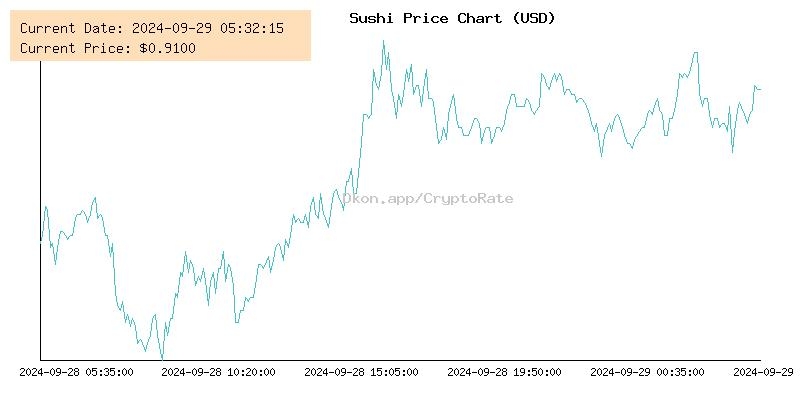 Sushi Price Chart (USD)
Current Date: 2024-09-29 05:32:15
Current Price: $0.9100
Dkon.app/CryptoRate
2024-09-28 05:35:00 2024-09-28 10:20:00 2024-09-28 15:05:00 2024-09-28 19:50:00 2024-09-29 00:35:00 2024-09-29